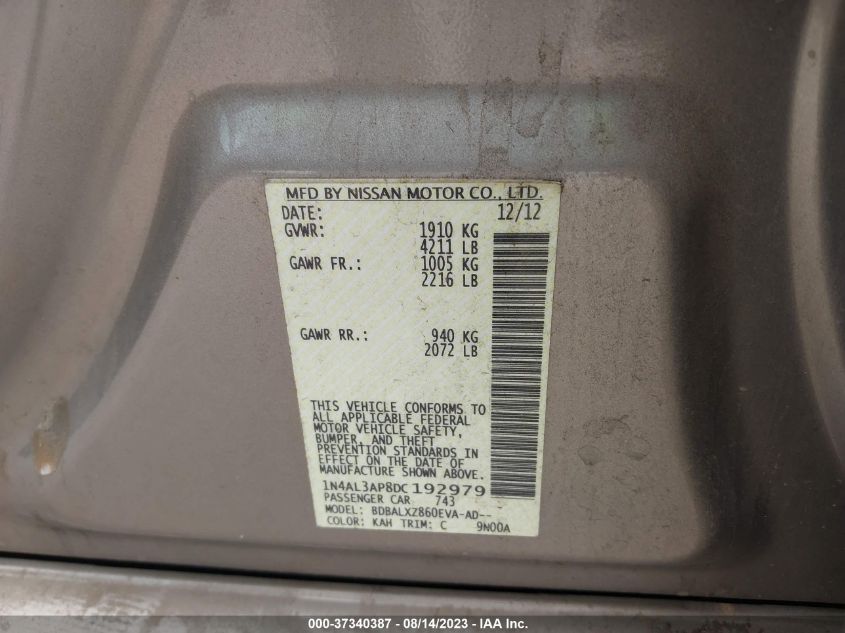 MFD BY NISSAN MOTOR CO., LTD.
DATE: 12/12
GVWR: 1910 KG
4211 LB
GAWR FR.: 1005 KG
2216 LB
GAWR RR.: 940 KG
2072 LB
THIS VEHICLE CONFORMS TO
ALL APPLICABLE FEDERAL
MOTOR VEHICLE SAFETY,
BUMPER, AND THEFT
PREVENTION STANDARDS IN
EFFECT ON THE DATE OF
MANUFACTURE SHOWN ABOVE.
1N4AL3AP8DC192979
PASSENGER CAR 743
MODEL: BDBALXZ860EVA-AD--
COLOR: KAH TRIM: C 9N00A
000-37340387 - 08/14/2023 - IAA Inc.